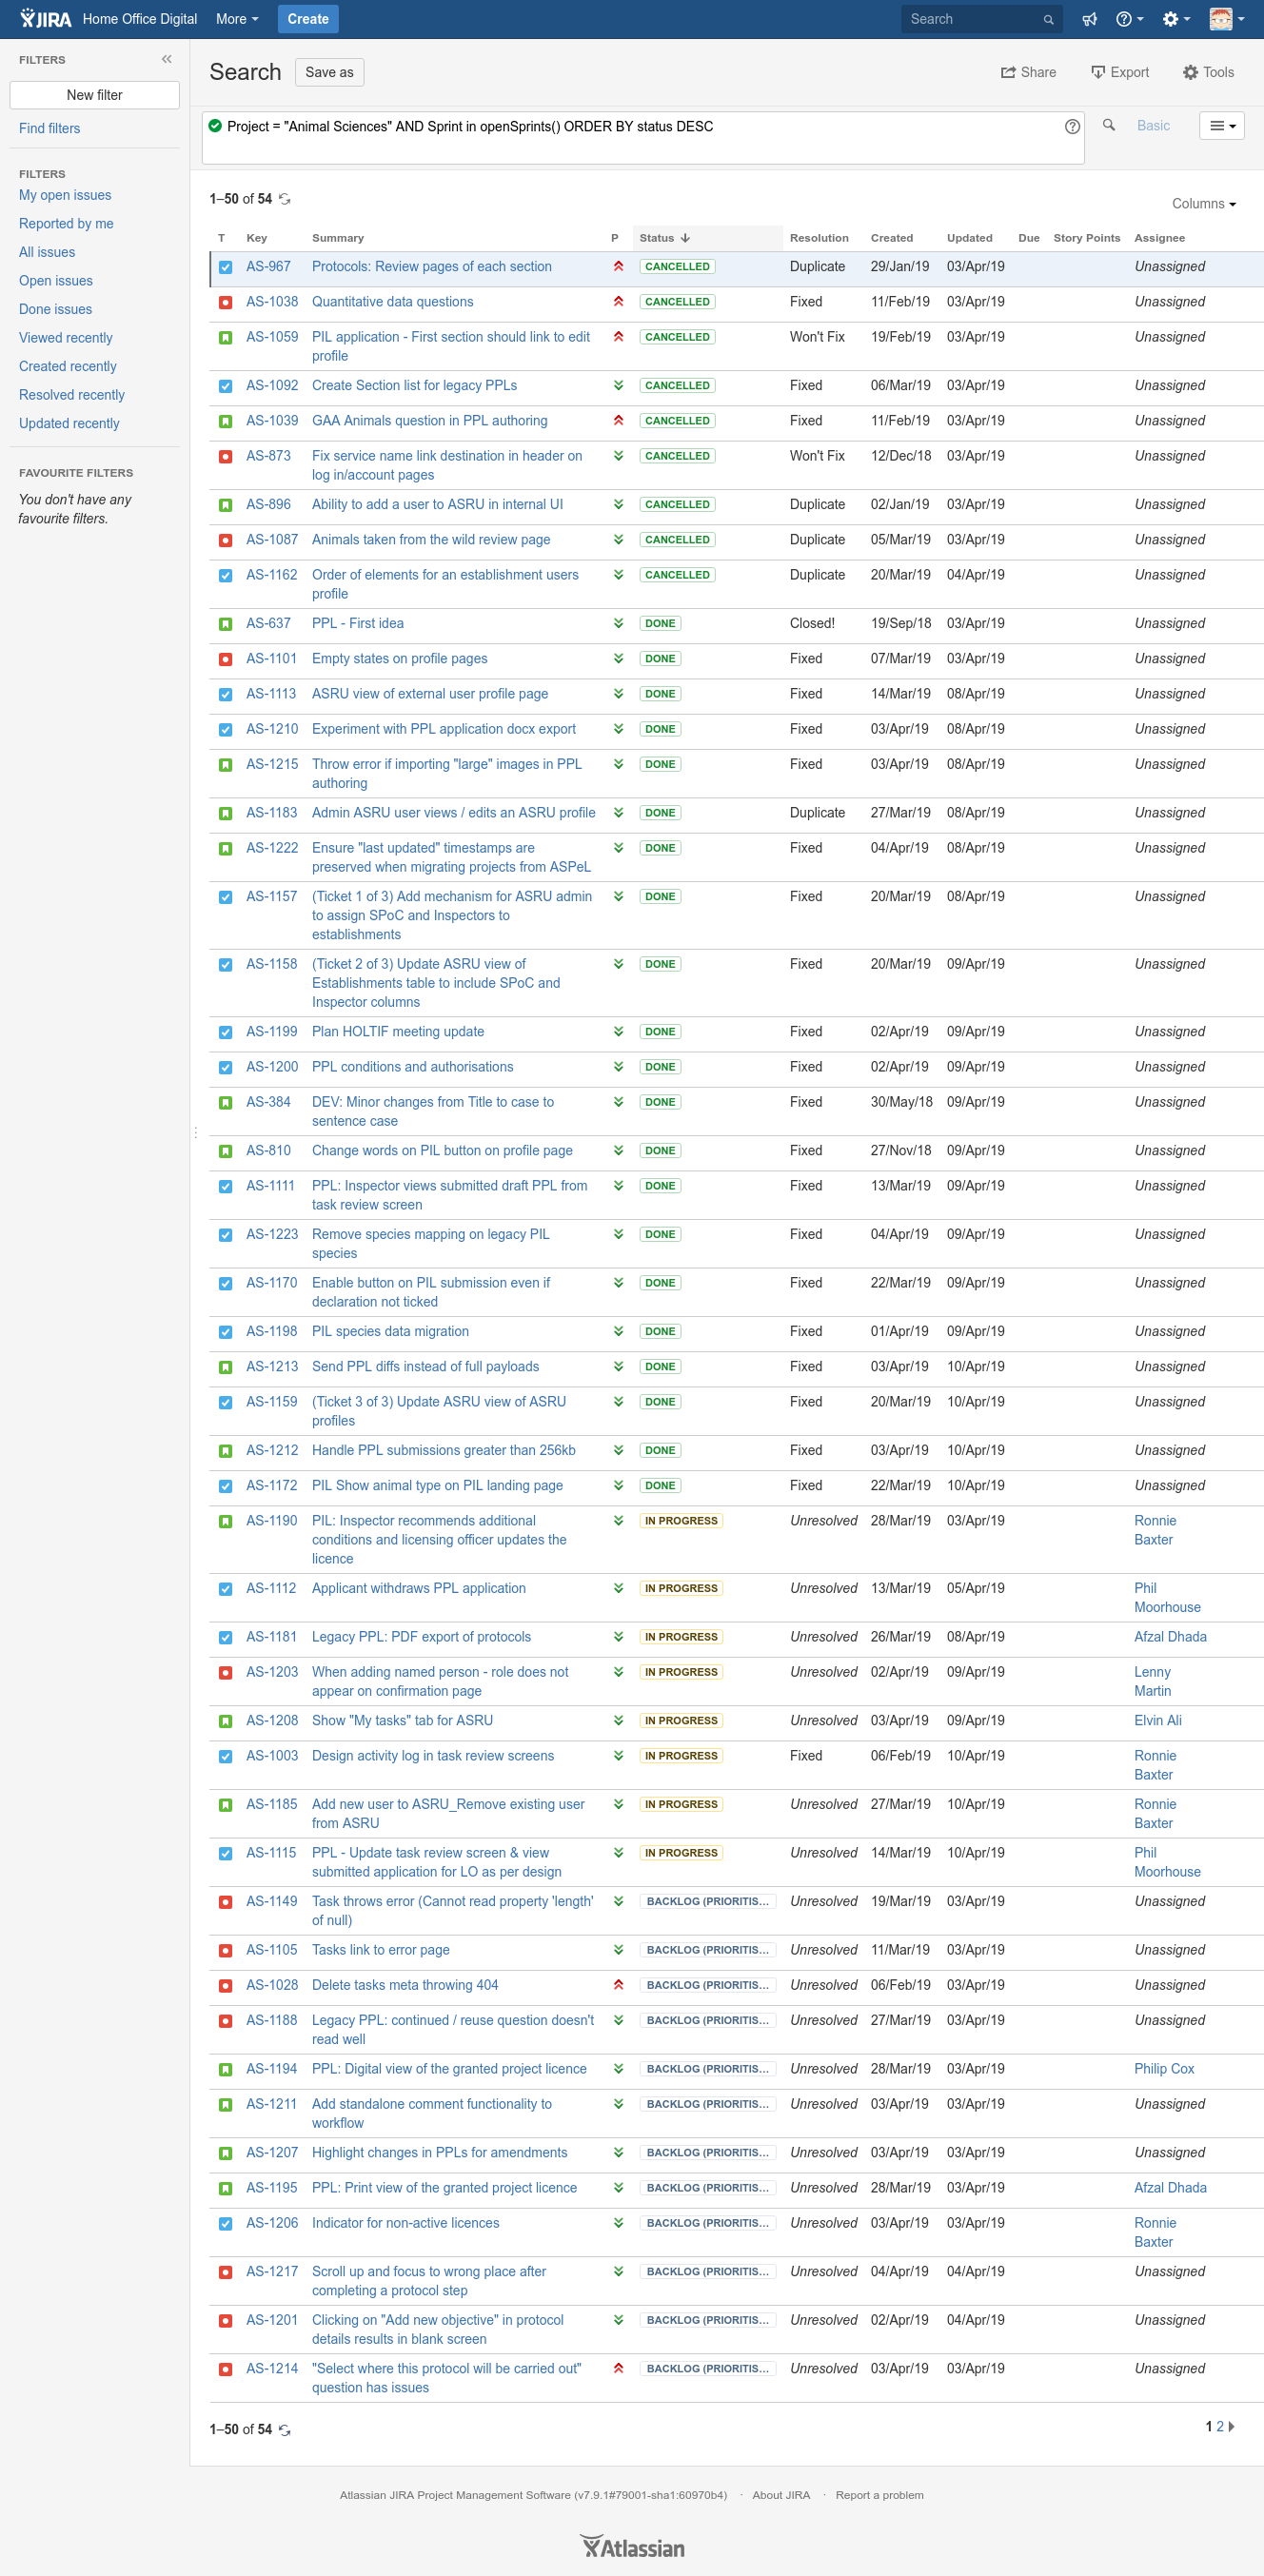 JIRA Home Office Digital More Create Search
FILTERS
New filter
Find filters
FILTERS
My open issues
Reported by me
All issues
Open issues
Done issues
Viewed recently
Created recently
Resolved recently
Updated recently
FAVOURITE FILTERS
You don't have any
favourite filters.
Search Save as Share Export Tools
Project = "Animal Sciences" AND Sprint in openSprints() ORDER BY status DESC Basic
1–50 of 54
Columns
T Key Summary P Status Resolution Created Updated Due Story Points Assignee
AS-967 Protocols: Review pages of each section CANCELLED Duplicate 29/Jan/19 03/Apr/19 Unassigned
AS-1038 Quantitative data questions CANCELLED Fixed 11/Feb/19 03/Apr/19 Unassigned
AS-1059 PIL application - First section should link to edit CANCELLED Won't Fix 19/Feb/19 03/Apr/19 Unassigned
profile
AS-1092 Create Section list for legacy PPLs CANCELLED Fixed 06/Mar/19 03/Apr/19 Unassigned
AS-1039 GAA Animals question in PPL authoring CANCELLED Fixed 11/Feb/19 03/Apr/19 Unassigned
AS-873 Fix service name link destination in header on CANCELLED Won't Fix 12/Dec/18 03/Apr/19 Unassigned
log in/account pages
AS-896 Ability to add a user to ASRU in internal UI CANCELLED Duplicate 02/Jan/19 03/Apr/19 Unassigned
AS-1087 Animals taken from the wild review page CANCELLED Duplicate 05/Mar/19 03/Apr/19 Unassigned
AS-1162 Order of elements for an establishment users CANCELLED Duplicate 20/Mar/19 04/Apr/19 Unassigned
profile
AS-637 PPL - First idea DONE Closed! 19/Sep/18 03/Apr/19 Unassigned
AS-1101 Empty states on profile pages DONE Fixed 07/Mar/19 03/Apr/19 Unassigned
AS-1113 ASRU view of external user profile page DONE Fixed 14/Mar/19 08/Apr/19 Unassigned
AS-1210 Experiment with PPL application docx export DONE Fixed 03/Apr/19 08/Apr/19 Unassigned
AS-1215 Throw error if importing "large" images in PPL DONE Fixed 03/Apr/19 08/Apr/19 Unassigned
authoring
AS-1183 Admin ASRU user views / edits an ASRU profile DONE Duplicate 27/Mar/19 08/Apr/19 Unassigned
AS-1222 Ensure "last updated" timestamps are DONE Fixed 04/Apr/19 08/Apr/19 Unassigned
preserved when migrating projects from ASPeL
AS-1157 (Ticket 1 of 3) Add mechanism for ASRU admin DONE Fixed 20/Mar/19 08/Apr/19 Unassigned
to assign SPoC and Inspectors to
establishments
AS-1158 (Ticket 2 of 3) Update ASRU view of DONE Fixed 20/Mar/19 09/Apr/19 Unassigned
Establishments table to include SPoC and
Inspector columns
AS-1199 Plan HOLTIF meeting update DONE Fixed 02/Apr/19 09/Apr/19 Unassigned
AS-1200 PPL conditions and authorisations DONE Fixed 02/Apr/19 09/Apr/19 Unassigned
AS-384 DEV: Minor changes from Title to case to DONE Fixed 30/May/18 09/Apr/19 Unassigned
sentence case
AS-810 Change words on PIL button on profile page DONE Fixed 27/Nov/18 09/Apr/19 Unassigned
AS-1111 PPL: Inspector views submitted draft PPL from DONE Fixed 13/Mar/19 09/Apr/19 Unassigned
task review screen
AS-1223 Remove species mapping on legacy PIL DONE Fixed 04/Apr/19 09/Apr/19 Unassigned
species
AS-1170 Enable button on PIL submission even if DONE Fixed 22/Mar/19 09/Apr/19 Unassigned
declaration not ticked
AS-1198 PIL species data migration DONE Fixed 01/Apr/19 09/Apr/19 Unassigned
AS-1213 Send PPL diffs instead of full payloads DONE Fixed 03/Apr/19 10/Apr/19 Unassigned
AS-1159 (Ticket 3 of 3) Update ASRU view of ASRU DONE Fixed 20/Mar/19 10/Apr/19 Unassigned
profiles
AS-1212 Handle PPL submissions greater than 256kb DONE Fixed 03/Apr/19 10/Apr/19 Unassigned
AS-1172 PIL Show animal type on PIL landing page DONE Fixed 22/Mar/19 10/Apr/19 Unassigned
AS-1190 PIL: Inspector recommends additional IN PROGRESS Unresolved 28/Mar/19 03/Apr/19 Ronnie
conditions and licensing officer updates the Baxter
licence
AS-1112 Applicant withdraws PPL application IN PROGRESS Unresolved 13/Mar/19 05/Apr/19 Phil
Moorhouse
AS-1181 Legacy PPL: PDF export of protocols IN PROGRESS Unresolved 26/Mar/19 08/Apr/19 Afzal Dhada
AS-1203 When adding named person - role does not IN PROGRESS Unresolved 02/Apr/19 09/Apr/19 Lenny
appear on confirmation page Martin
AS-1208 Show "My tasks" tab for ASRU IN PROGRESS Unresolved 03/Apr/19 09/Apr/19 Elvin Ali
AS-1003 Design activity log in task review screens IN PROGRESS Fixed 06/Feb/19 10/Apr/19 Ronnie
Baxter
AS-1185 Add new user to ASRU_Remove existing user IN PROGRESS Unresolved 27/Mar/19 10/Apr/19 Ronnie
from ASRU Baxter
AS-1115 PPL - Update task review screen & view IN PROGRESS Unresolved 14/Mar/19 10/Apr/19 Phil
submitted application for LO as per design Moorhouse
AS-1149 Task throws error (Cannot read property 'length' BACKLOG (PRIORITIS... Unresolved 19/Mar/19 03/Apr/19 Unassigned
of null)
AS-1105 Tasks link to error page BACKLOG (PRIORITIS... Unresolved 11/Mar/19 03/Apr/19 Unassigned
AS-1028 Delete tasks meta throwing 404 BACKLOG (PRIORITIS... Unresolved 06/Feb/19 03/Apr/19 Unassigned
AS-1188 Legacy PPL: continued / reuse question doesn't BACKLOG (PRIORITIS... Unresolved 27/Mar/19 03/Apr/19 Unassigned
read well
AS-1194 PPL: Digital view of the granted project licence BACKLOG (PRIORITIS... Unresolved 28/Mar/19 03/Apr/19 Philip Cox
AS-1211 Add standalone comment functionality to BACKLOG (PRIORITIS... Unresolved 03/Apr/19 03/Apr/19 Unassigned
workflow
AS-1207 Highlight changes in PPLs for amendments BACKLOG (PRIORITIS... Unresolved 03/Apr/19 03/Apr/19 Unassigned
AS-1195 PPL: Print view of the granted project licence BACKLOG (PRIORITIS... Unresolved 28/Mar/19 03/Apr/19 Afzal Dhada
AS-1206 Indicator for non-active licences BACKLOG (PRIORITIS... Unresolved 03/Apr/19 03/Apr/19 Ronnie
Baxter
AS-1217 Scroll up and focus to wrong place after BACKLOG (PRIORITIS... Unresolved 04/Apr/19 04/Apr/19 Unassigned
completing a protocol step
AS-1201 Clicking on "Add new objective" in protocol BACKLOG (PRIORITIS... Unresolved 02/Apr/19 04/Apr/19 Unassigned
details results in blank screen
AS-1214 "Select where this protocol will be carried out" BACKLOG (PRIORITIS... Unresolved 03/Apr/19 03/Apr/19 Unassigned
question has issues
1–50 of 54 1 2
Atlassian JIRA Project Management Software (v7.9.1#79001-sha1:60970b4) · About JIRA · Report a problem
Atlassian